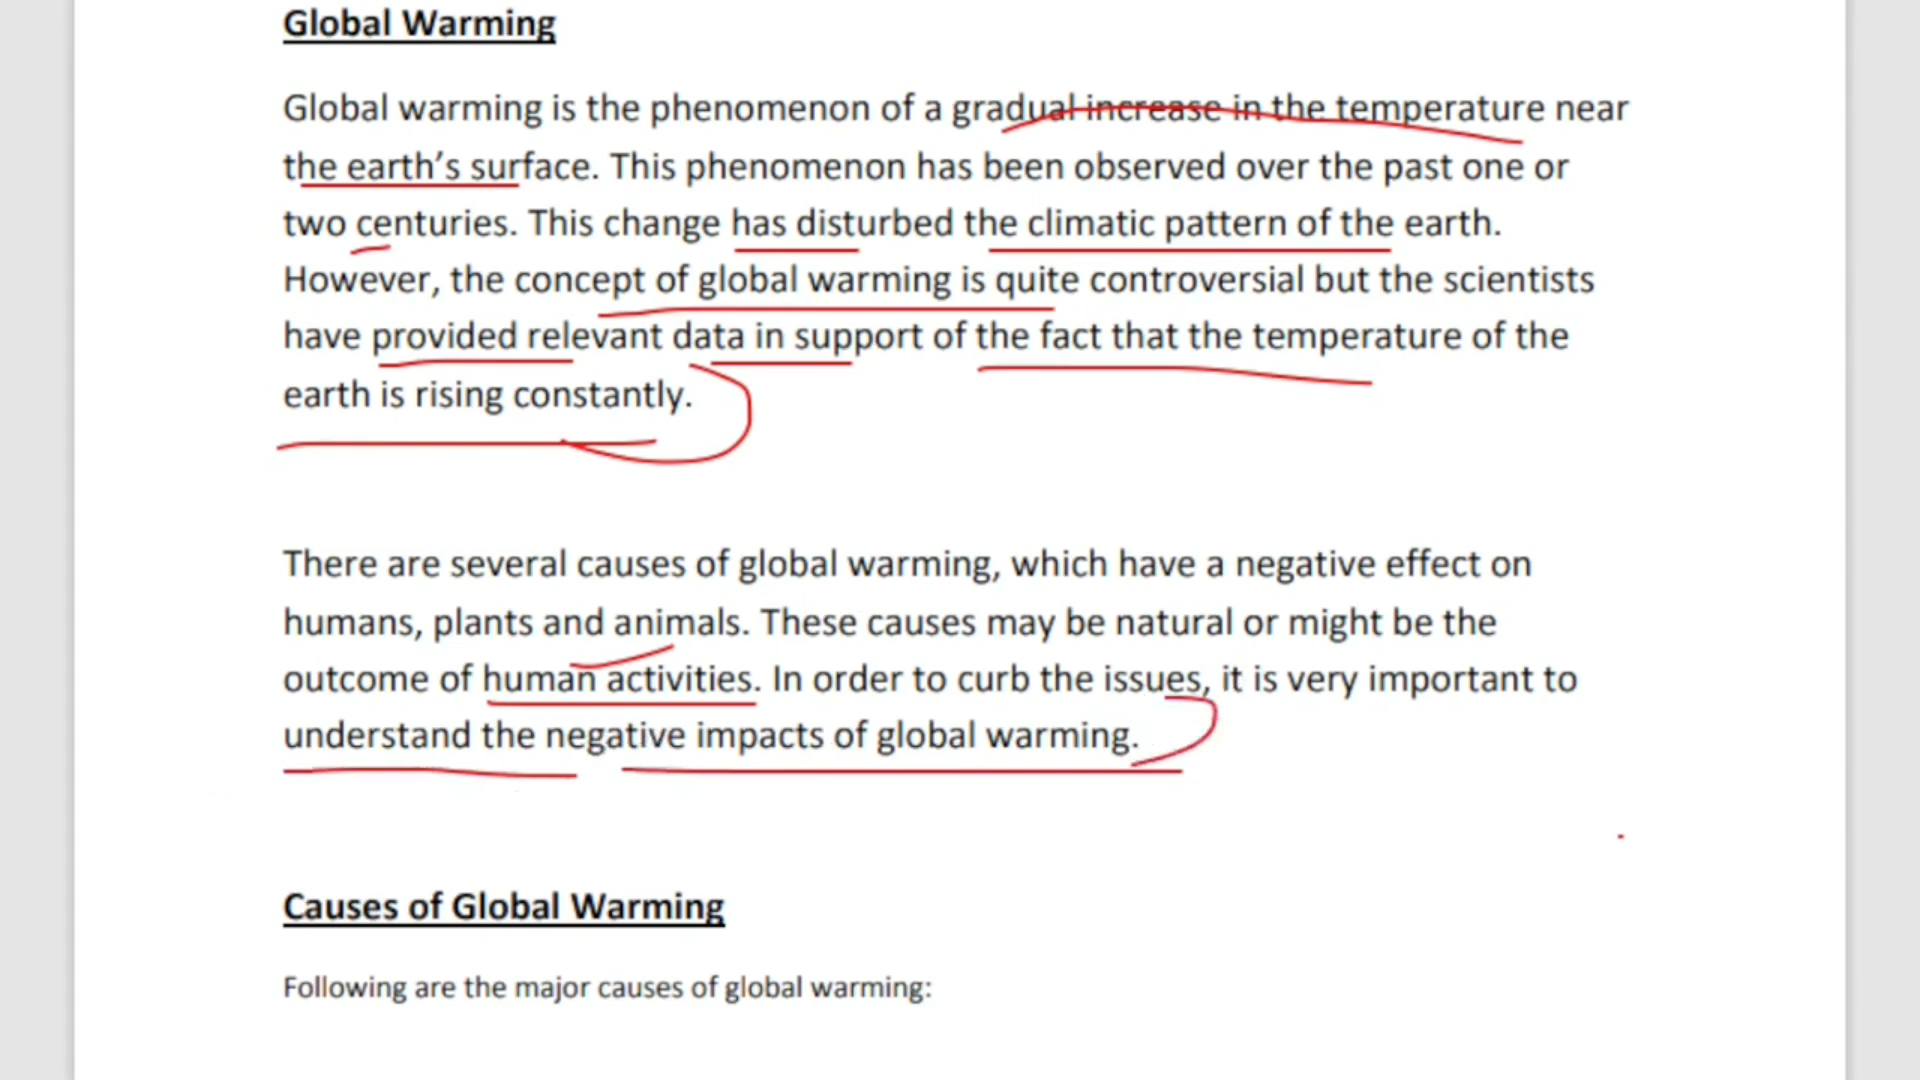 Global Warming
Global warming is the phenomenon of a gradual increase in the temperature near
the earth’s surface. This phenomenon has been observed over the past one or
two centuries. This change has disturbed the climatic pattern of the earth.
However, the concept of global warming is quite controversial but the scientists
have provided relevant data in support of the fact that the temperature of the
earth is rising constantly.
There are several causes of global warming, which have a negative effect on
humans, plants and animals. These causes may be natural or might be the
outcome of human activities. In order to curb the issues, it is very important to
understand the negative impacts of global warming.
Causes of Global Warming
Following are the major causes of global warming: